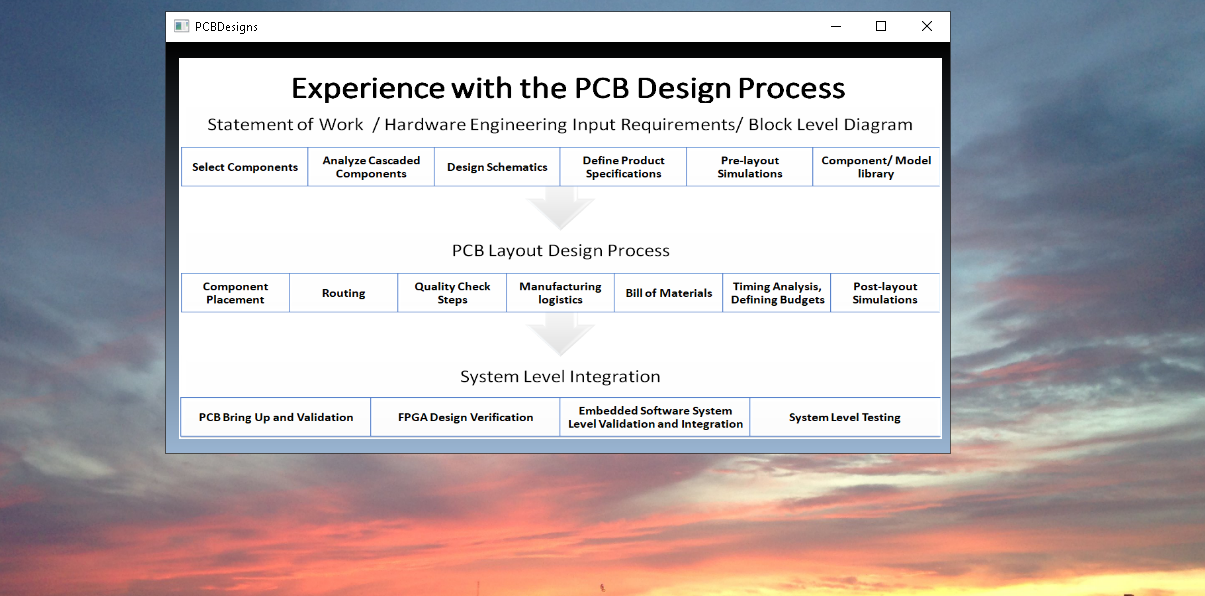 PCBDesigns
Experience with the PCB Design Process
Statement of Work / Hardware Engineering Input Requirements/ Block Level Diagram
Select Components
Analyze Cascaded
Components
Design Schematics
Define Product
Specifications
Pre-layout
Simulations
Component/ Model
library
PCB Layout Design Process
Component
Placement
Routing
Quality Check
Steps
Manufacturing
logistics
Bill of Materials
Timing Analysis,
Defining Budgets
Post-layout
Simulations
System Level Integration
PCB Bring Up and Validation
FPGA Design Verification
Embedded Software System
Level Validation and Integration
System Level Testing